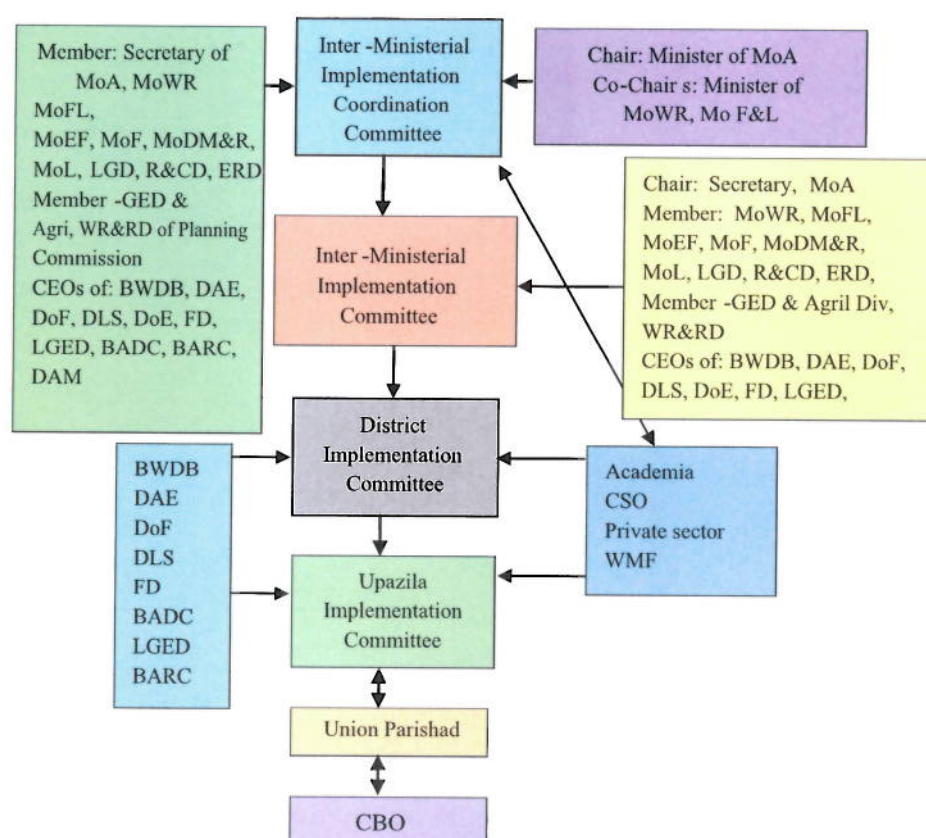 Member: Secretary of
MoA, MoWR
MoFL,
MoEF, MoF, MoDM&R,
MoL, LGD, R&CD, ERD
Member -GED &
Agri, WR&RD of Planning
Commission
CEOs of: BWDB, DAE,
DoF, DLS, DoE, FD,
LGED, BADC, BARC,
DAM
Inter -Ministerial
Implementation
Coordination
Committee
Chair: Minister of MoA
Co-Chair s: Minister of
MoWR, Mo F&L
Chair: Secretary, MoA
Member: MoWR, MoFL,
MoEF, MoF, MoDM&R,
MoL, LGD, R&CD, ERD,
Member -GED & Agril Div,
WR&RD
CEOs of: BWDB, DAE, DoF,
DLS, DoE, FD, LGED,
Inter -Ministerial
Implementation
Committee
District
Implementation
Committee
BWDB
DAE
DoF
DLS
FD
BADC
LGED
BARC
Academia
CSO
Private sector
WMF
Upazila
Implementation
Committee
Union Parishad
CBO